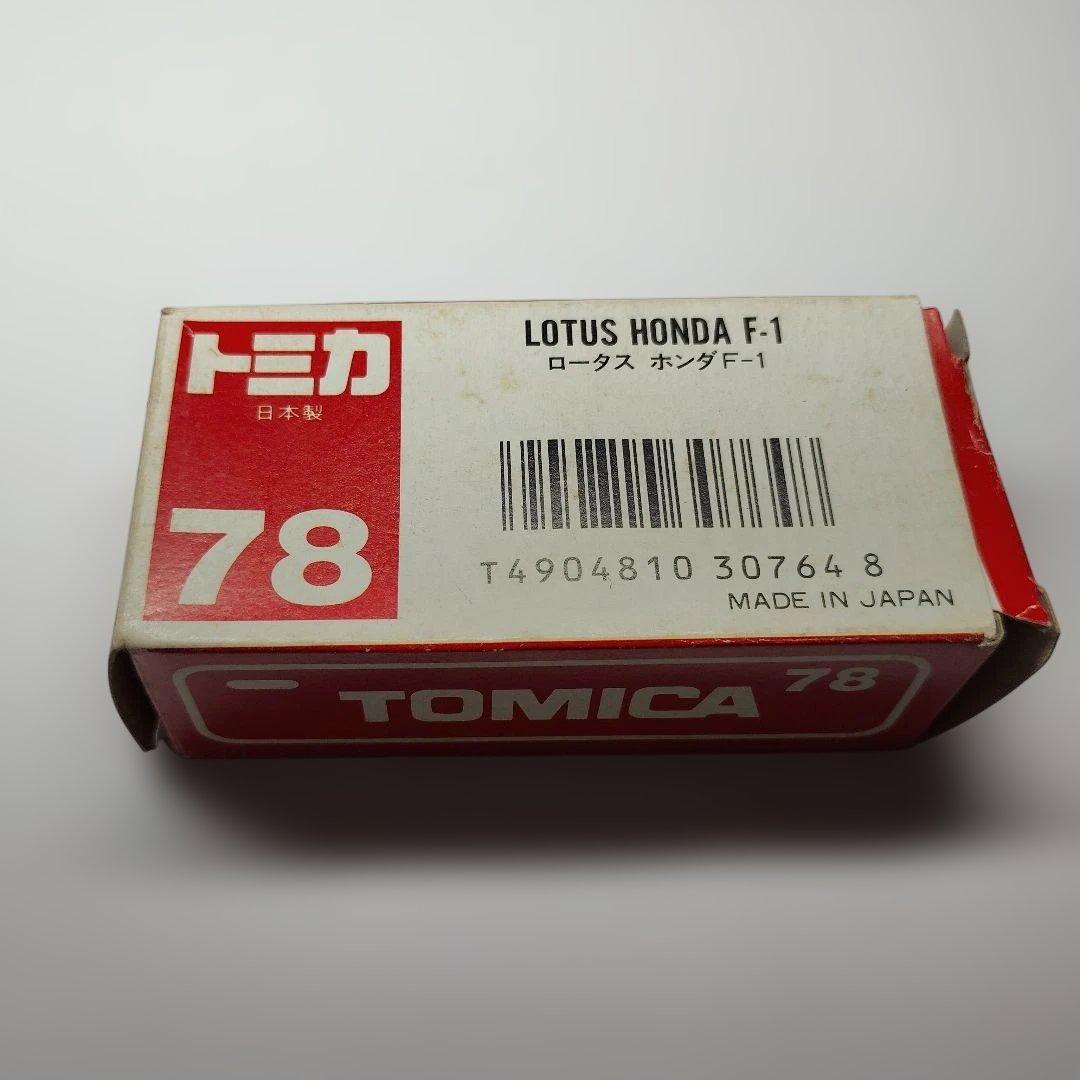 トミカ
日本製
78
LOTUS HONDA F-1
ロータス ホンダF-1
T4904810 30764 8
MADE IN JAPAN
TOMICA 78